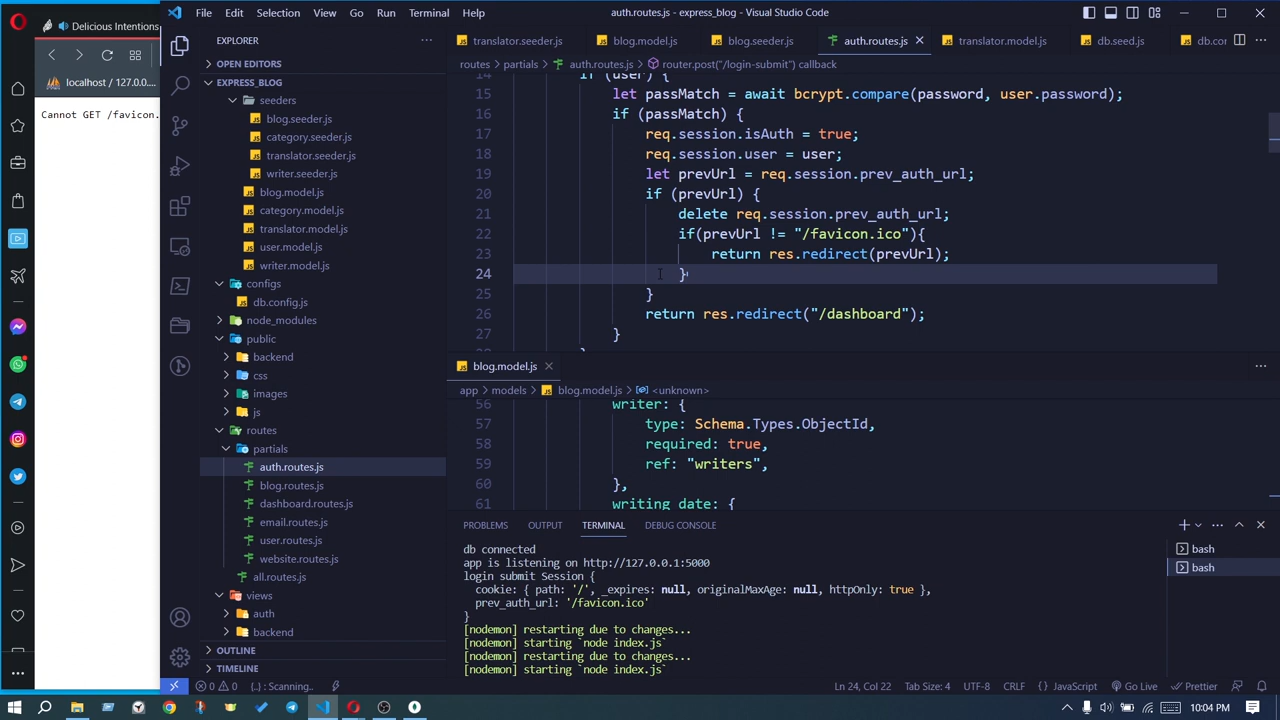 Delicious Intentions
File Edit Selection View Go Run Terminal Help
auth.routes.js - express_blog - Visual Studio Code
localhost / 127.0.0....
Cannot GET /favicon.
EXPLORER
OPEN EDITORS
EXPRESS_BLOG
seeders
blog.seeder.js
category.seeder.js
translator.seeder.js
writer.seeder.js
blog.model.js
category.model.js
translator.model.js
user.model.js
writer.model.js
configs
db.config.js
node_modules
public
backend
css
images
js
routes
partials
auth.routes.js
blog.routes.js
dashboard.routes.js
email.routes.js
user.routes.js
website.routes.js
all.routes.js
views
auth
backend
OUTLINE
TIMELINE
translator.seeder.js blog.model.js blog.seeder.js auth.routes.js translator.model.js db.seed.js db.cor
routes > partials > auth.routes.js > router.post("/login-submit") callback
14 if (user) {
15 let passMatch = await bcrypt.compare(password, user.password);
16 if (passMatch) {
17 req.session.isAuth = true;
18 req.session.user = user;
19 let prevUrl = req.session.prev_auth_url;
20 if (prevUrl) {
21 delete req.session.prev_auth_url;
22 if(prevUrl != "/favicon.ico"){
23 return res.redirect(prevUrl);
24 }
25 }
26 return res.redirect("/dashboard");
27 }
28 }
blog.model.js
app > models > blog.model.js > <unknown>
56 writer: {
57 type: Schema.Types.ObjectId,
58 required: true,
59 ref: "writers",
60 },
61 writing_date: {
PROBLEMS OUTPUT TERMINAL DEBUG CONSOLE
db connected
app is listening on http://127.0.0.1:5000
login submit Session {
cookie: { path: '/', _expires: null, originalMaxAge: null, httpOnly: true },
prev_auth_url: '/favicon.ico'
}
[nodemon] restarting due to changes...
[nodemon] starting `node index.js`
[nodemon] restarting due to changes...
[nodemon] starting `node index.js`
bash
bash
0 0 {..} : Scanning.. Ln 24, Col 22 Tab Size: 4 UTF-8 CRLF { } JavaScript Go Live Prettier
10:04 PM